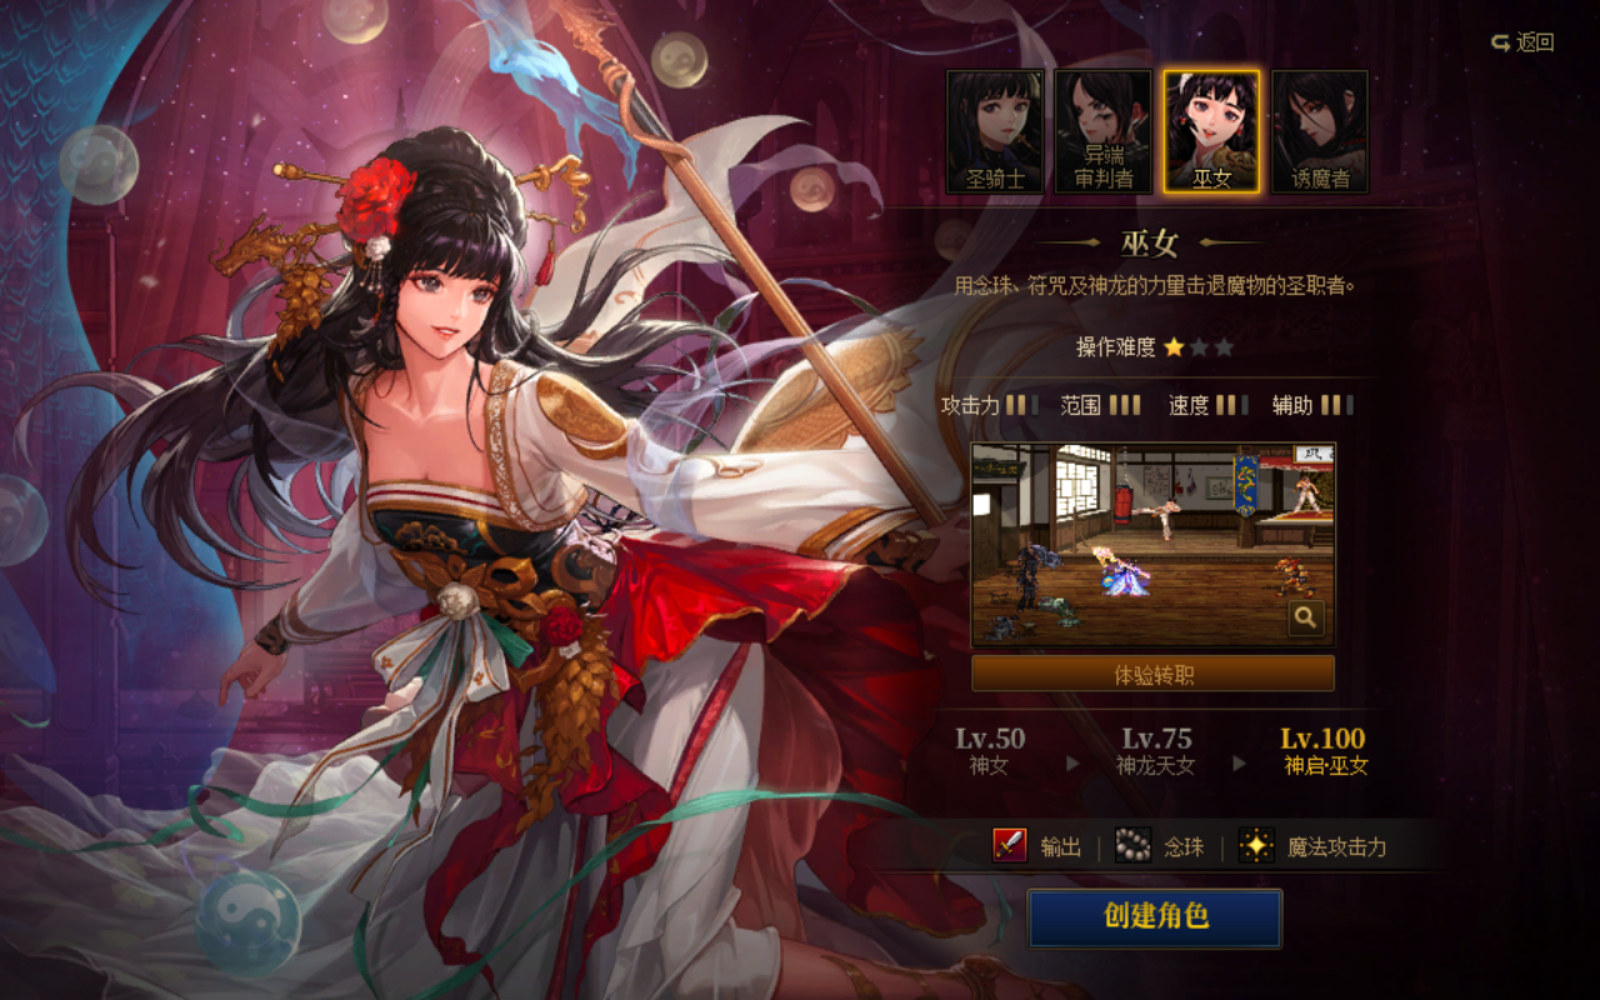 返回
圣骑士
异端
审判者
巫女
诱魔者
巫女
用念珠、符咒及神龙的力量击退魔物的圣职者。
操作难度
攻击力 范围 速度 辅助
体验转职
Lv.50 Lv.75 Lv.100
神女 神龙天女 神启·巫女
输出 | 念珠 | 魔法攻击力
创建角色